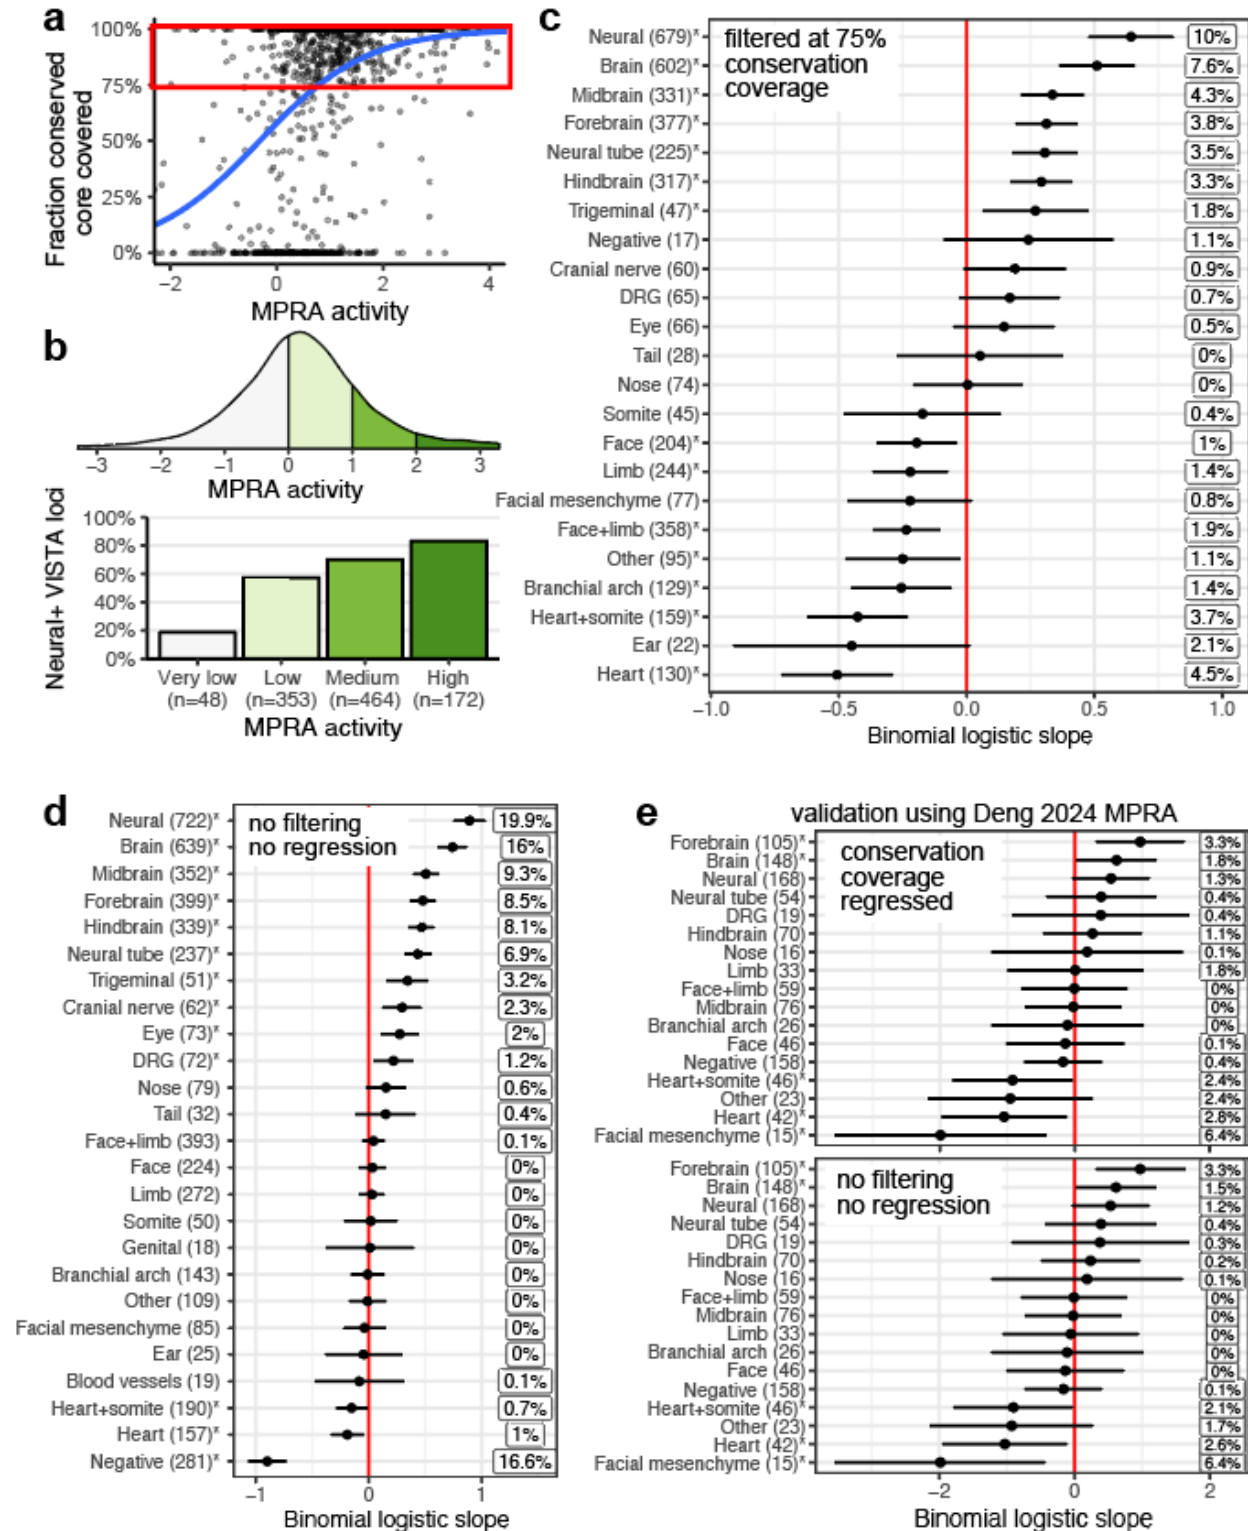 a
100%
75%
50%
25%
0%
Fraction conserved
core covered
−2
0
2
4
MPRA activity
b
−3
−2
−1
0
1
2
3
MPRA activity
100%
80%
60%
40%
20%
0%
Neural+ VISTA loci
Very low
(n=48)
Low
(n=353)
Medium
(n=464)
High
(n=172)
MPRA activity
c
filtered at 75%
conservation
coverage
Neural (679)* 10%
Brain (602)* 7.6%
Midbrain (331)* 4.3%
Forebrain (377)* 3.8%
Neural tube (225)* 3.5%
Hindbrain (317)* 3.3%
Trigeminal (47)* 1.8%
Negative (17) 1.1%
Cranial nerve (60) 0.9%
DRG (65) 0.7%
Eye (66) 0.5%
Tail (28) 0%
Nose (74) 0%
Somite (45) 0.4%
Face (204)* 1%
Limb (244)* 1.4%
Facial mesenchyme (77) 0.8%
Face+limb (358)* 1.9%
Other (95)* 1.1%
Branchial arch (129)* 1.4%
Heart+somite (159)* 3.7%
Ear (22) 2.1%
Heart (130)* 4.5%
−1.0
−0.5
0.0
0.5
1.0
Binomial logistic slope
d
no filtering
no regression
Neural (722)* 19.9%
Brain (639)* 16%
Midbrain (352)* 9.3%
Forebrain (399)* 8.5%
Hindbrain (339)* 8.1%
Neural tube (237)* 6.9%
Trigeminal (51)* 3.2%
Cranial nerve (62)* 2.3%
Eye (73)* 2%
DRG (72)* 1.2%
Nose (79) 0.6%
Tail (32) 0.4%
Face+limb (393) 0.1%
Face (224) 0%
Limb (272) 0%
Somite (50) 0%
Genital (18) 0%
Branchial arch (143) 0%
Other (109) 0%
Facial mesenchyme (85) 0%
Ear (25) 0%
Blood vessels (19) 0.1%
Heart+somite (190)* 0.7%
Heart (157)* 1%
Negative (281)* 16.6%
−1
0
1
Binomial logistic slope
e
validation using Deng 2024 MPRA
conservation
coverage
regressed
Forebrain (105)* 3.3%
Brain (148)* 1.8%
Neural (168) 1.3%
Neural tube (54) 0.4%
DRG (19) 0.4%
Hindbrain (70) 1.1%
Nose (16) 0.1%
Limb (33) 1.8%
Face+limb (59) 0%
Midbrain (76) 0%
Branchial arch (26) 0%
Face (46) 0.1%
Negative (158) 0.4%
Heart+somite (46)* 2.4%
Other (23) 2.4%
Heart (42)* 2.8%
Facial mesenchyme (15)* 6.4%
no filtering
no regression
Forebrain (105)* 3.3%
Brain (148)* 1.5%
Neural (168) 1.2%
Neural tube (54) 0.4%
DRG (19) 0.3%
Hindbrain (70) 0.2%
Nose (16) 0.1%
Face+limb (59) 0%
Midbrain (76) 0%
Limb (33) 0%
Branchial arch (26) 0%
Face (46) 0%
Negative (158) 0.1%
Heart+somite (46)* 2.1%
Other (23) 1.7%
Heart (42)* 2.6%
Facial mesenchyme (15)* 6.4%
−2
0
2
Binomial logistic slope